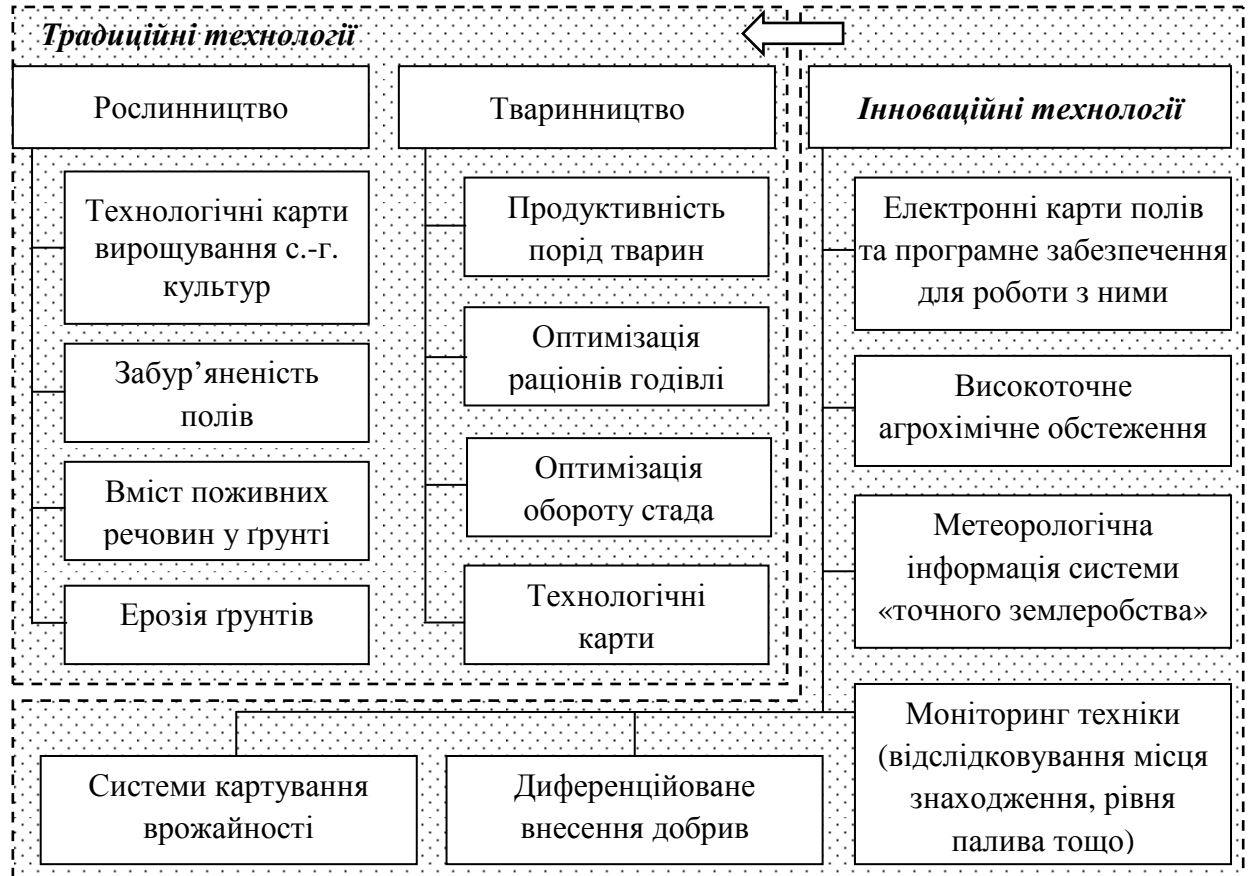 Традиційні технології
Рослинництво
Технологічні карти
вирощування с.-г.
культур
Забур’яненість
полів
Вміст поживних
речовин у ґрунті
Ерозія ґрунтів
Тваринництво
Продуктивність
порід тварин
Оптимізація
раціонів годівлі
Оптимізація
обороту стада
Технологічні
карти
Інноваційні технології
Електронні карти полів
та програмне забезпечення
для роботи з ними
Високоточне
агрохімічне обстеження
Метеорологічна
інформація системи
«точного землеробства»
Моніторинг техніки
(відслідковування місця
знаходження, рівня
палива тощо)
Системи картування
врожайності
Диференційоване
внесення добрив